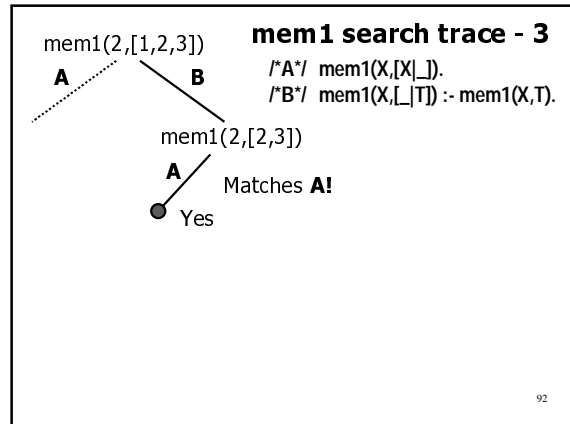 mem1 search trace - 3
/*A*/ mem1(X,[X|_]).
/*B*/ mem1(X,[_|T]) :- mem1(X,T).
mem1(2,[1,2,3])
A
B
mem1(2,[2,3])
A
Matches A!
Yes
92